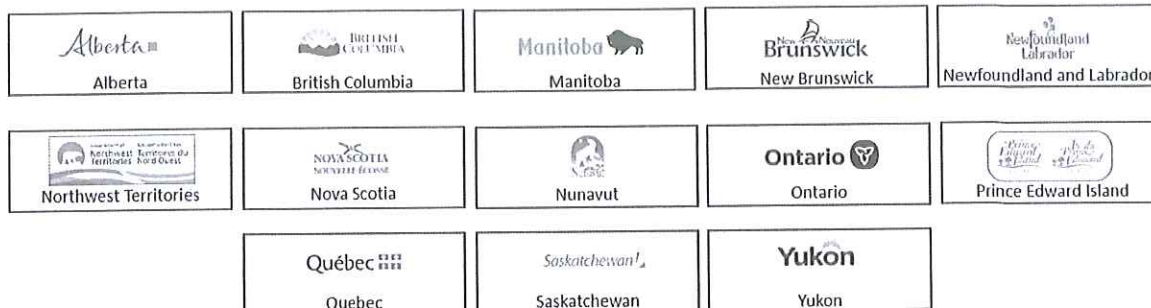 Alberta
Alberta
BRITISH
COLUMBIA
British Columbia
Manitoba
Manitoba
New Nouveau
Brunswick
New Brunswick
Newfoundland
Labrador
Newfoundland and Labrador
Northwest Territoires du
Territories Nord-Ouest
Northwest Territories
NOVA SCOTIA
NOUVELLE ÉCOSSE
Nova Scotia
Nunavut
Ontario
Ontario
Prince Edward Island
Québec
Quebec
Saskatchewan!
Saskatchewan
Yukon
Yukon